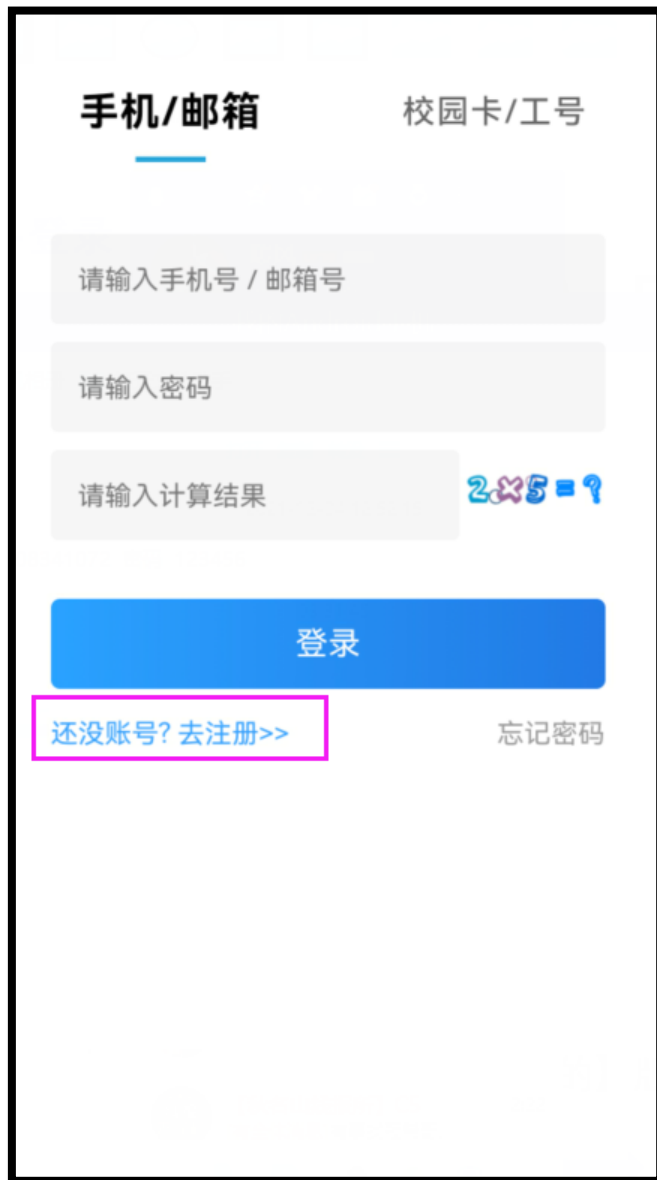 手机/邮箱 校园卡/工号
请输入手机号 / 邮箱号
请输入密码
请输入计算结果 2×5=?
登录
还没账号? 去注册>> 忘记密码